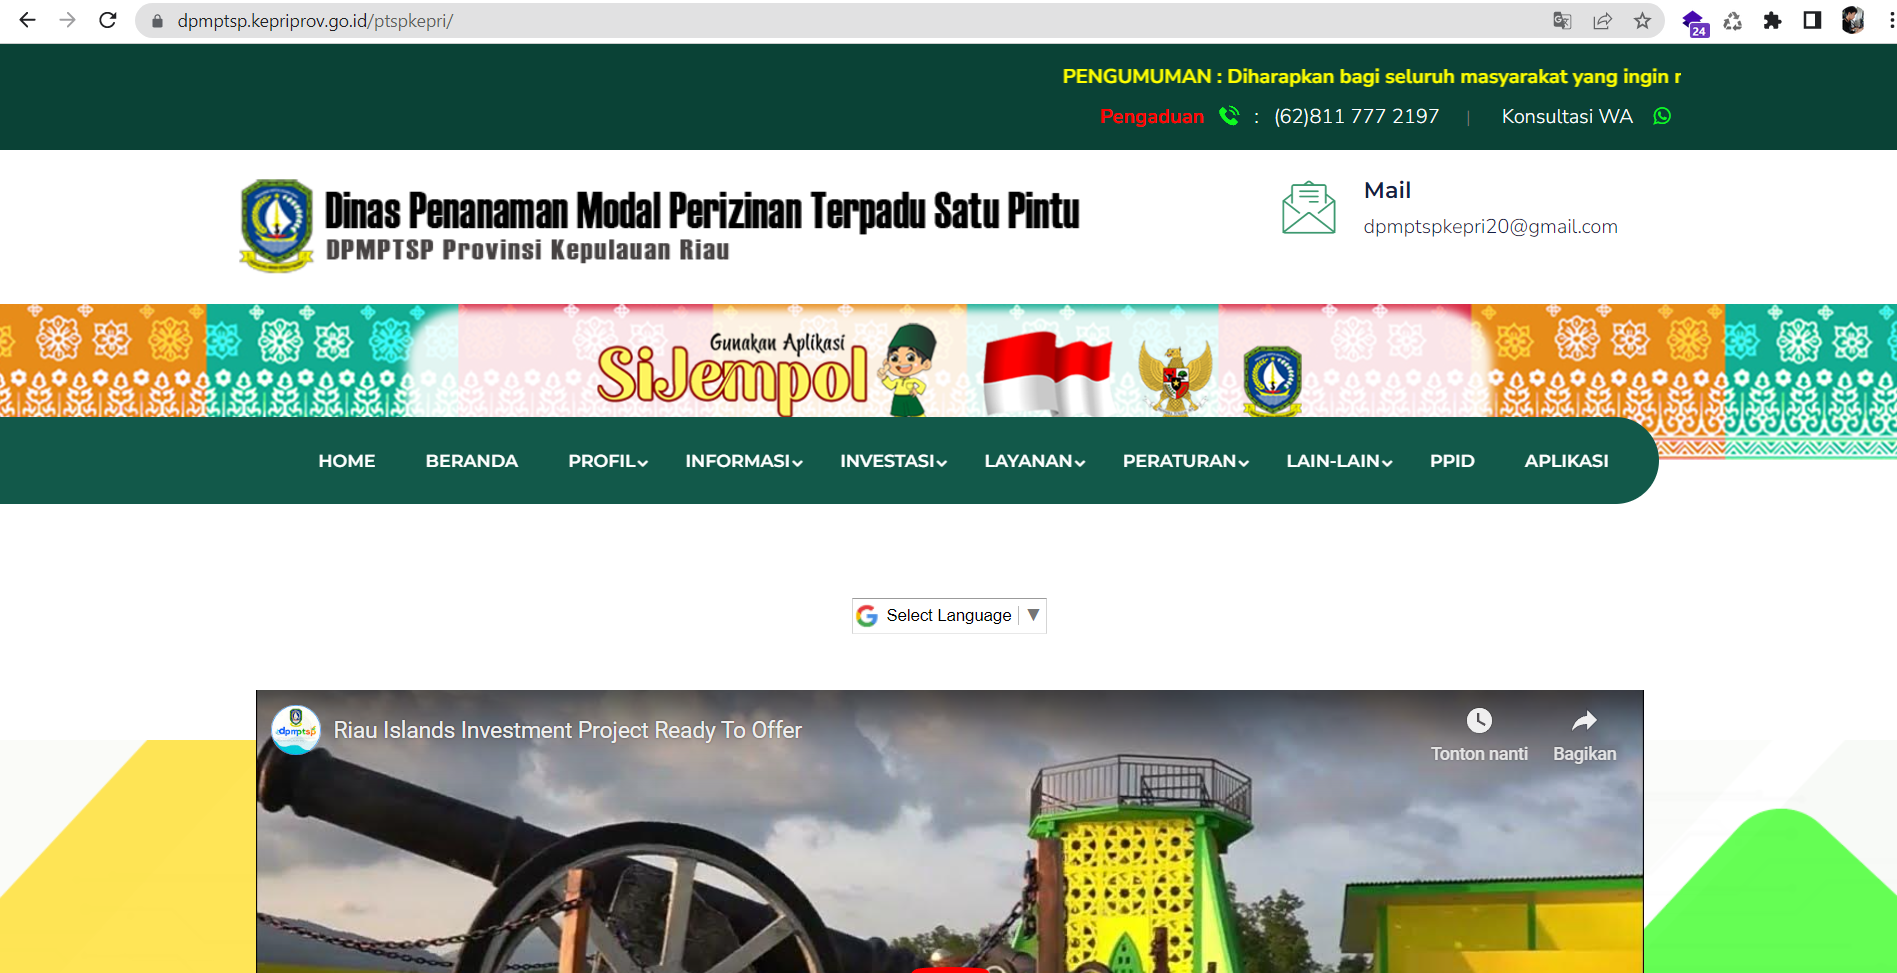 dpmptsp.kepriprov.go.id/ptspkepri/
24
PENGUMUMAN : Diharapkan bagi seluruh masyarakat yang ingin
Pengaduan : (62)811 777 2197 | Konsultasi WA
Dinas Penanaman Modal Perizinan Terpadu Satu Pintu
DPMPTSP Provinsi Kepulauan Riau
Mail
dpmptspkepri20@gmail.com
Gunakan Aplikasi
SiJempol
HOME BERANDA PROFIL INFORMASI INVESTASI LAYANAN PERATURAN LAIN-LAIN PPID APLIKASI
Select Language
dpmptsp
Riau Islands Investment Project Ready To Offer
Tonton nanti Bagikan